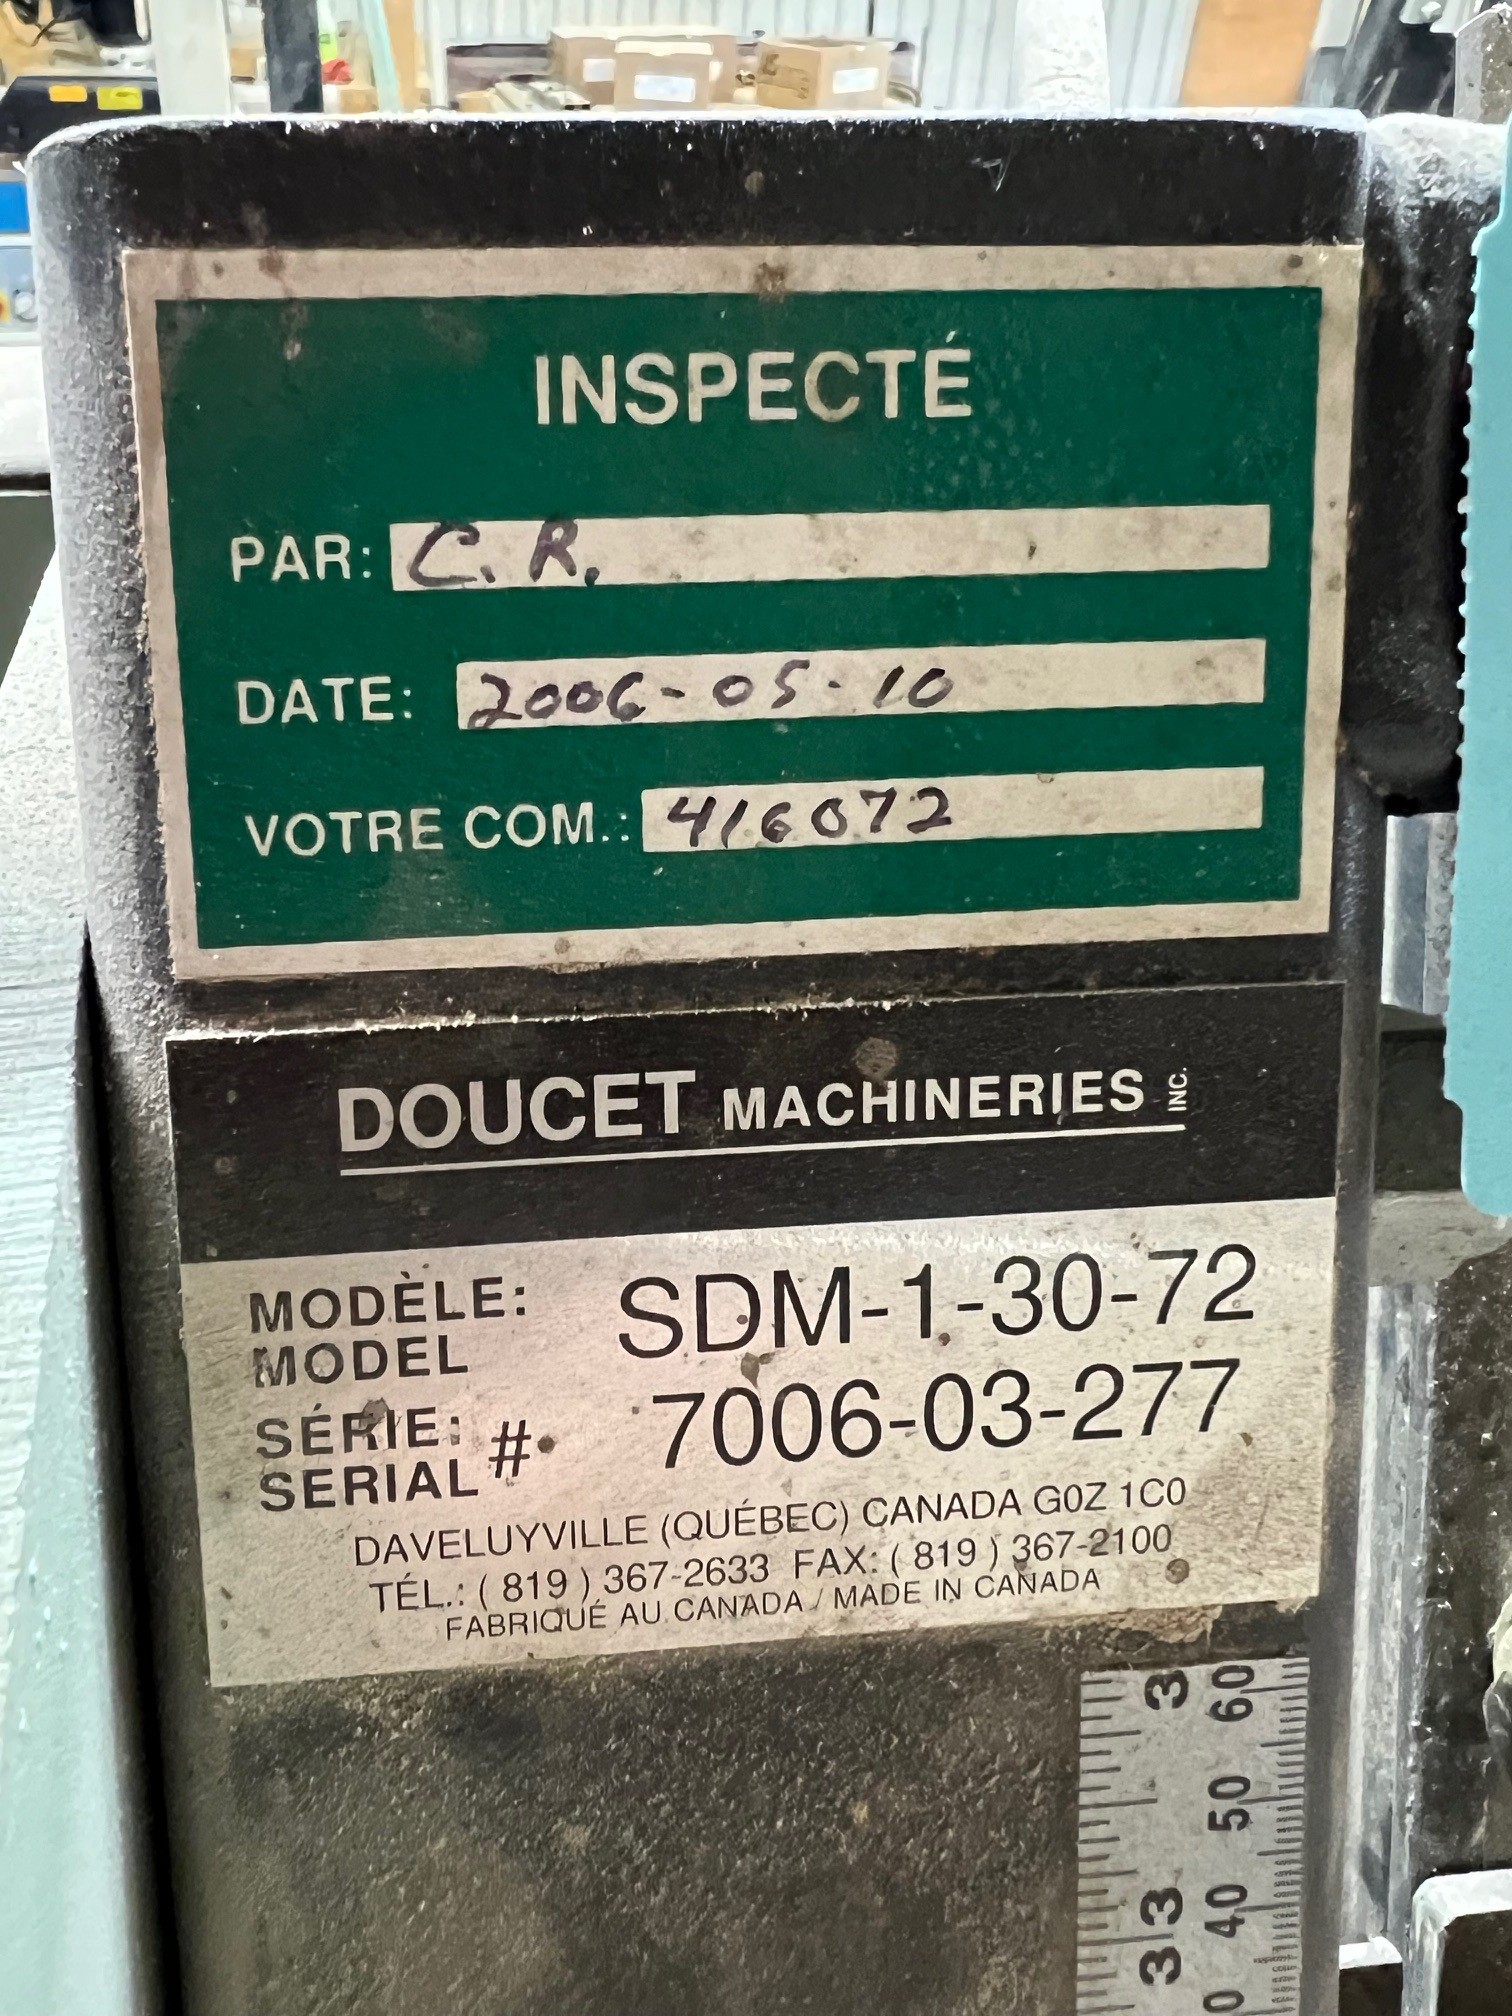 INSPECTÉ
PAR: C. R.
DATE: 2006-05-10
VOTRE COM.: 416072
DOUCET MACHINERIES INC.
MODÈLE: SDM-1-30-72
MODEL
SÉRIE: # 7006-03-277
SERIAL
DAVELUYVILLE (QUÉBEC) CANADA G0Z 1C0
TÉL.: ( 819 ) 367-2633 FAX: ( 819 ) 367-2100
FABRIQUÉ AU CANADA / MADE IN CANADA
3 60
50
33 40